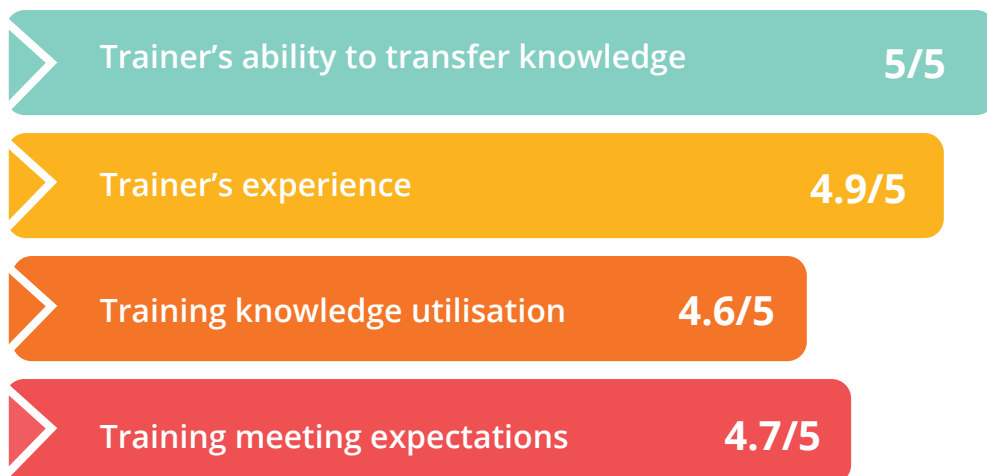 Trainer’s ability to transfer knowledge 5/5
Trainer’s experience 4.9/5
Training knowledge utilisation 4.6/5
Training meeting expectations 4.7/5